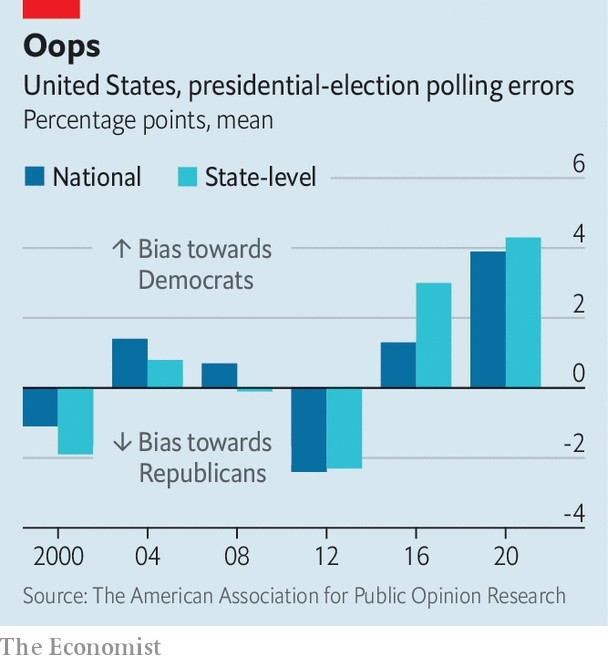 Oops
United States, presidential-election polling errors
Percentage points, mean
National
State-level
6
↑ Bias towards
Democrats
4
2
0
↓ Bias towards
Republicans
-2
-4
2000
04
08
12
16
20
Source: The American Association for Public Opinion Research
The Economist